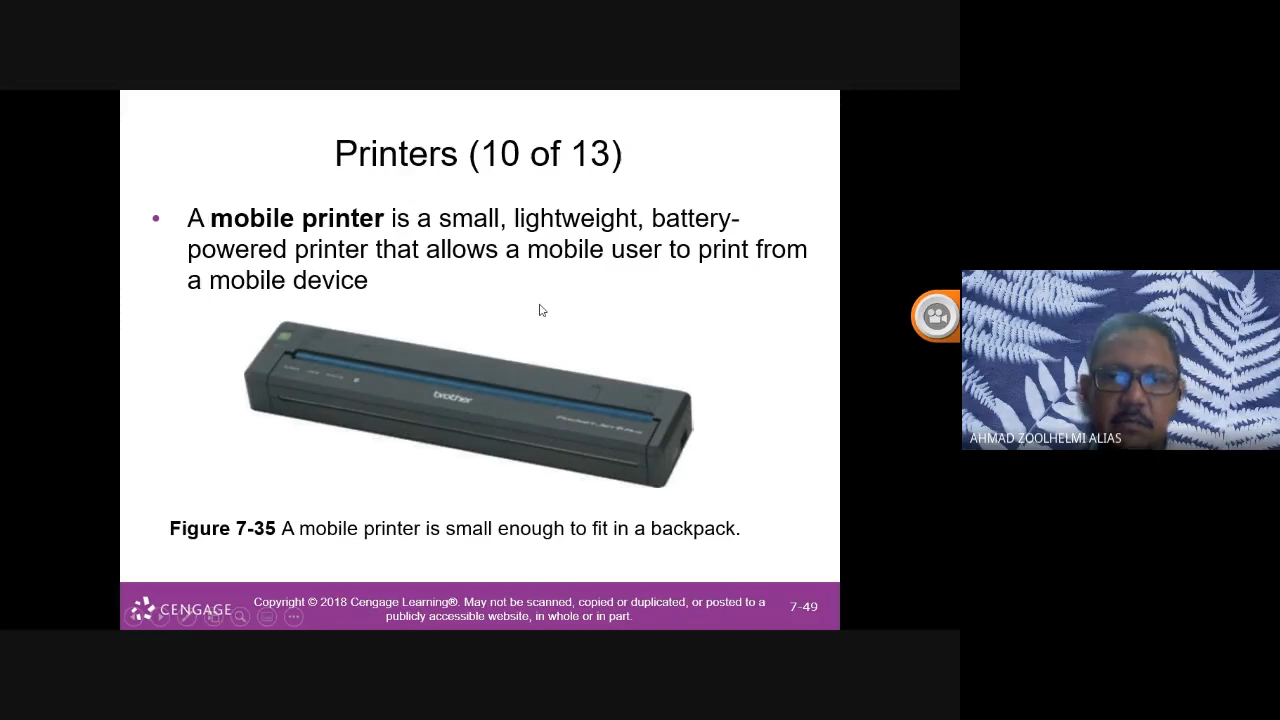 Printers (10 of 13)
• A mobile printer is a small, lightweight, battery-
powered printer that allows a mobile user to print from
a mobile device
brother
Figure 7-35 A mobile printer is small enough to fit in a backpack.
CENGAGE
Copyright © 2018 Cengage Learning®. May not be scanned, copied or duplicated, or posted to a
publicly accessible website, in whole or in part.
7-49
AHMAD ZOOLHELMI ALIAS